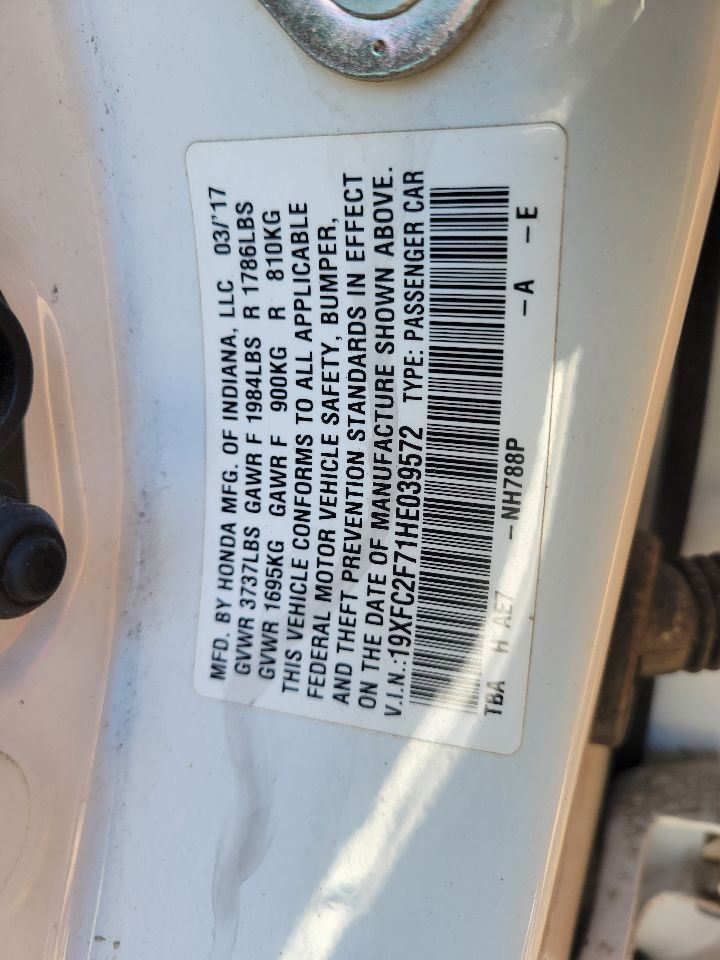 MFD. BY HONDA MFG. OF INDIANA, LLC 03/'17
GVWR 3737LBS GAWR F 1984LBS R 1786LBS
GVWR 1695KG GAWR F 900KG R 810KG
THIS VEHICLE CONFORMS TO ALL APPLICABLE
FEDERAL MOTOR VEHICLE SAFETY, BUMPER,
AND THEFT PREVENTION STANDARDS IN EFFECT
ON THE DATE OF MANUFACTURE SHOWN ABOVE.
V.I.N.:19XFC2F71HE039572 TYPE: PASSENGER CAR
TBA AE7 -NH788P -A -E